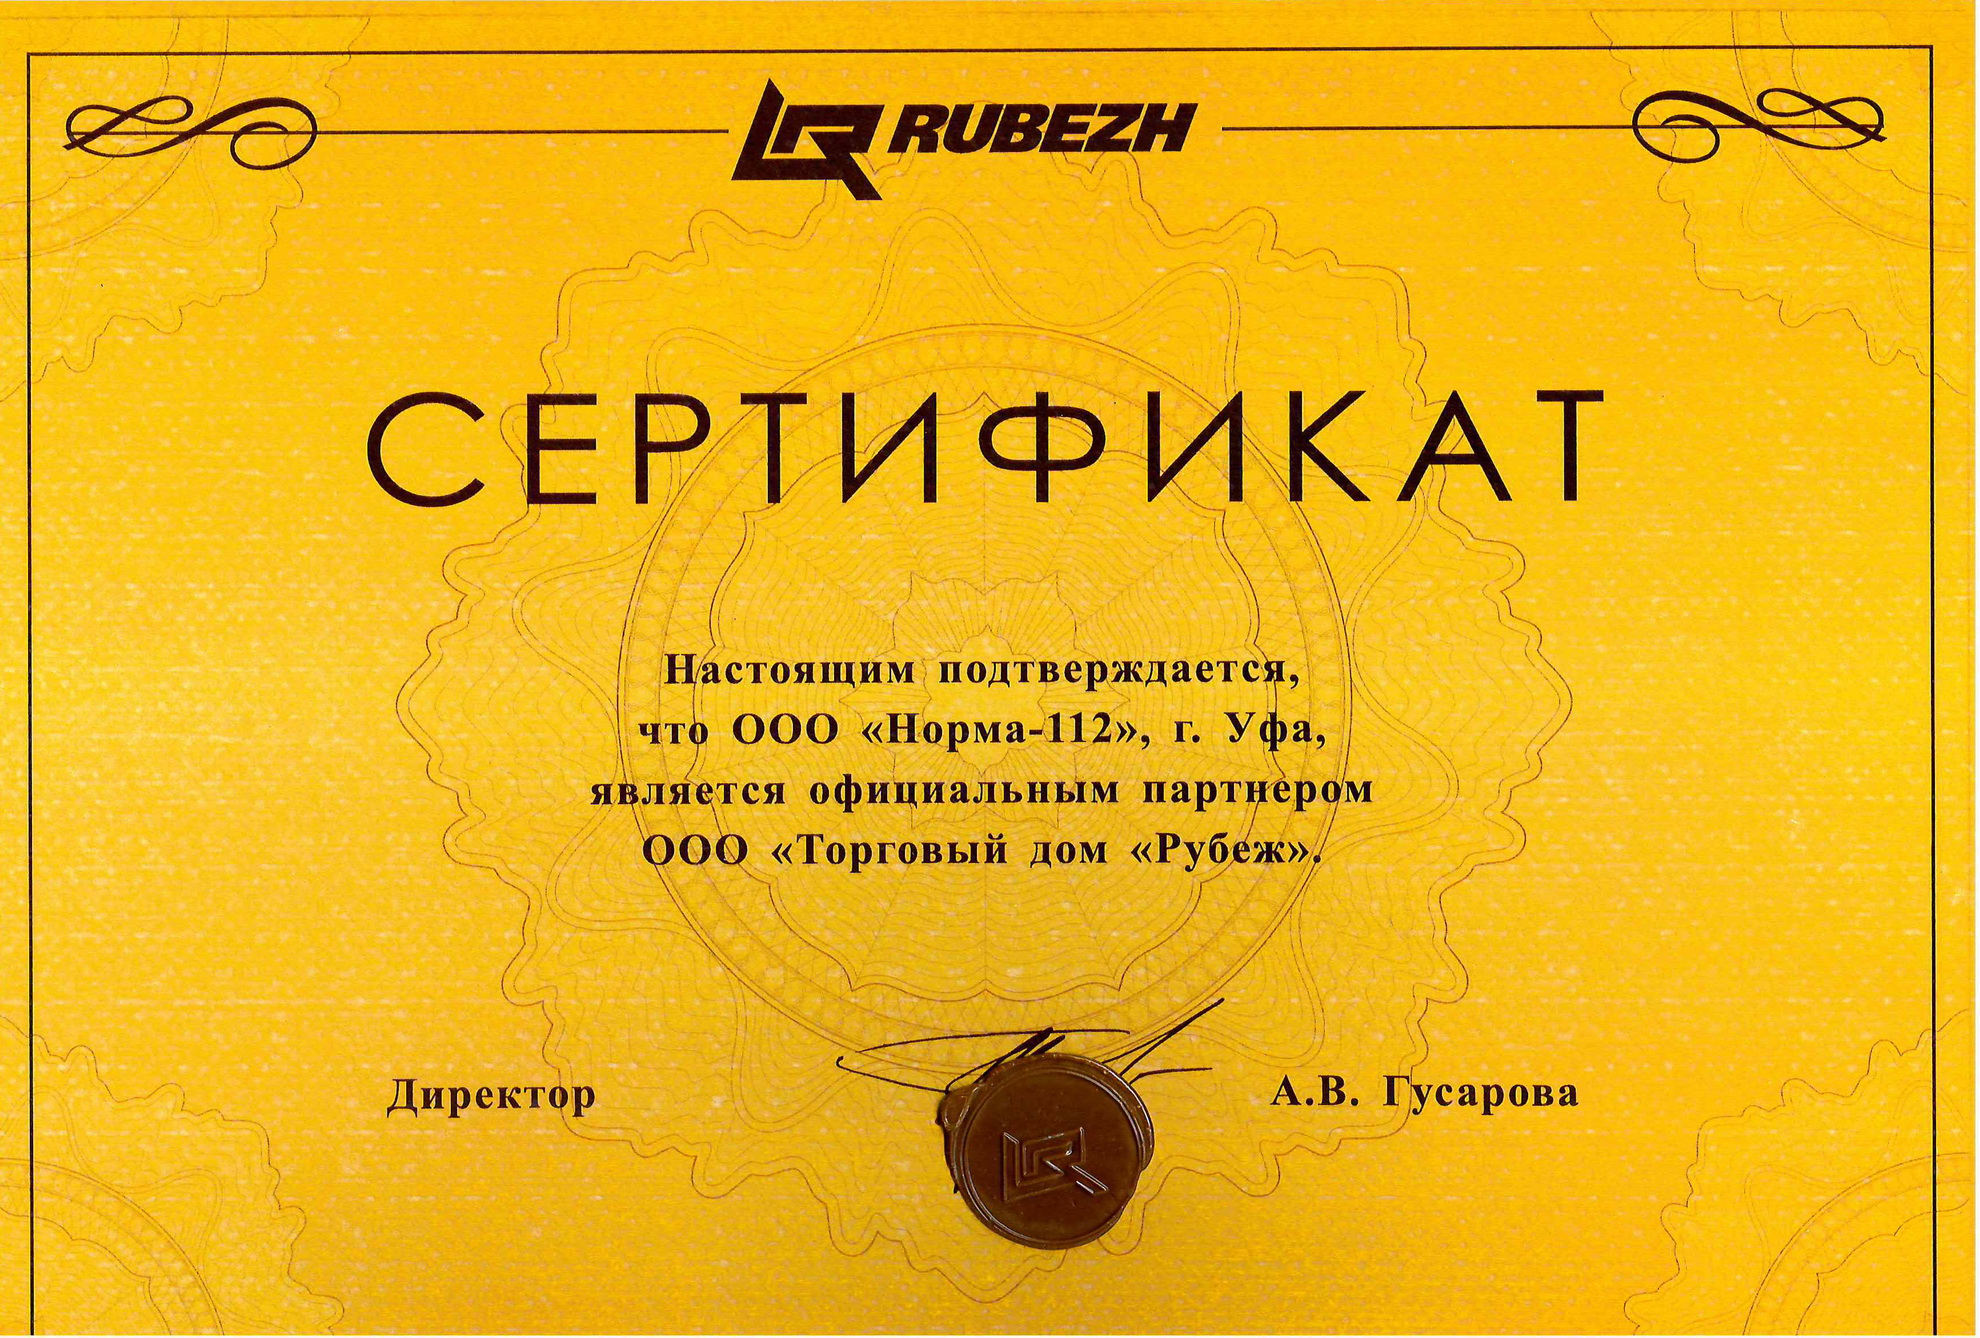 RUBEZH
СЕРТИФИКАТ
Настоящим подтверждается,
что ООО «Норма-112», г. Уфа,
является официальным партнером
ООО «Торговый дом «Рубеж».
Директор
А.В. Гусарова